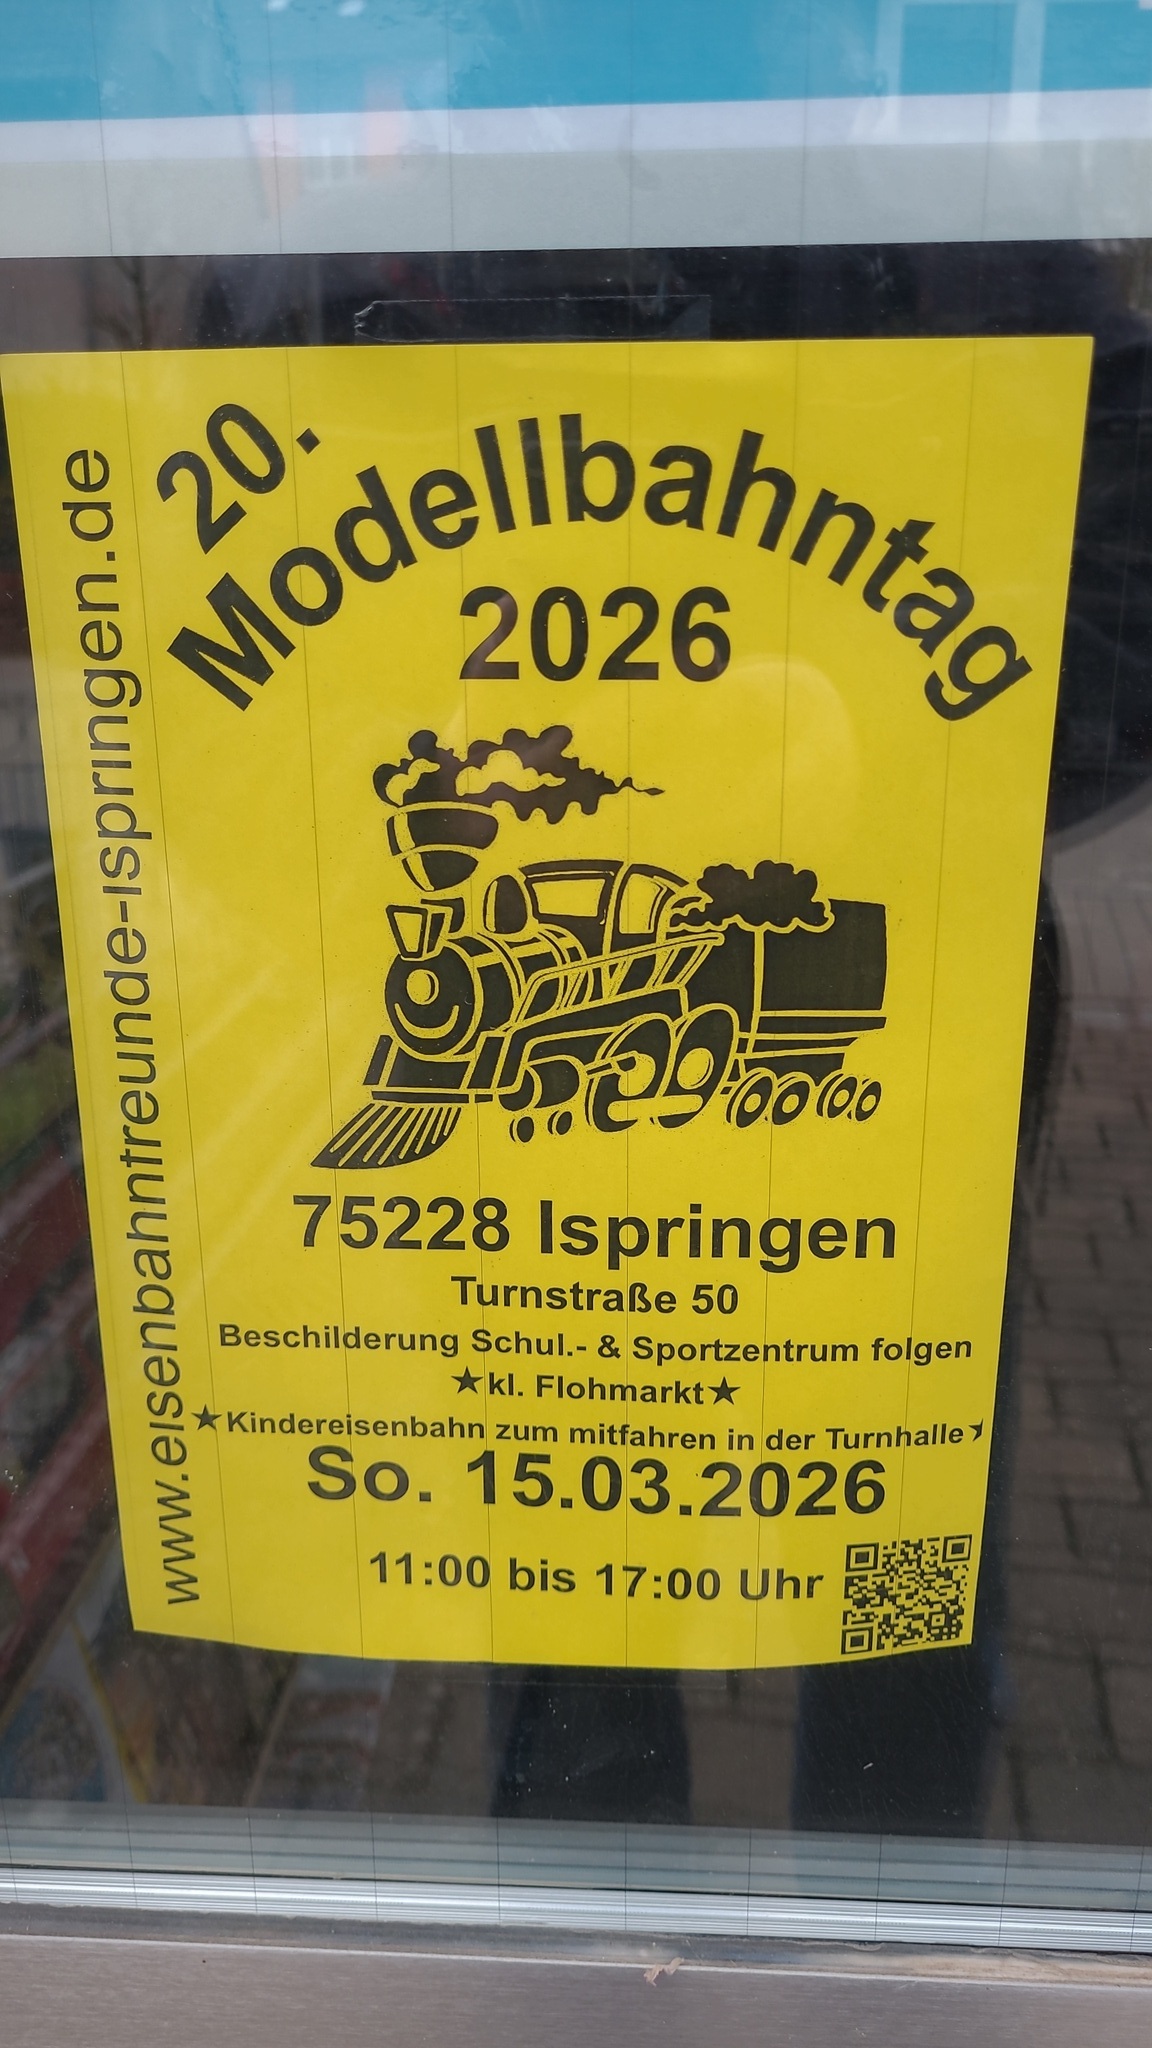 20.
Modellbahntag
2026
www.eisenbahnfreunde-ispringen.de
75228 Ispringen
Turnstraße 50
Beschilderung Schul.- & Sportzentrum folgen
★kl. Flohmarkt★
★Kindereisenbahn zum mitfahren in der Turnhalle★
So. 15.03.2026
11:00 bis 17:00 Uhr